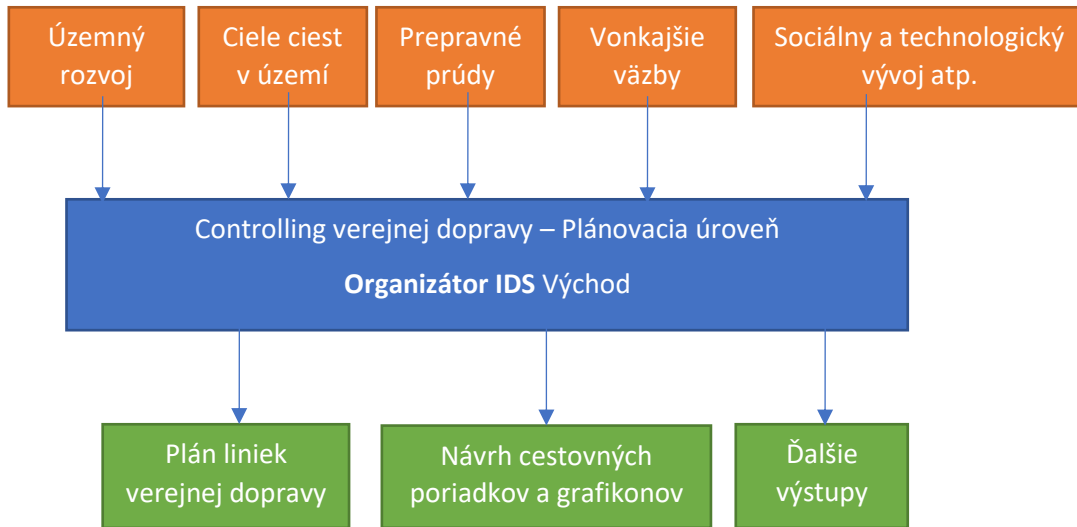 Územný
rozvoj
Ciele ciest
v území
Prepravné
prúdy
Vonkajšie
väzby
Sociálny a technologický
vývoj atp.
Controlling verejnej dopravy – Plánovacia úroveň
Organizátor IDS Východ
Plán liniek
verejnej dopravy
Návrh cestovných
poriadkov a grafikonov
Ďalšie
výstupy